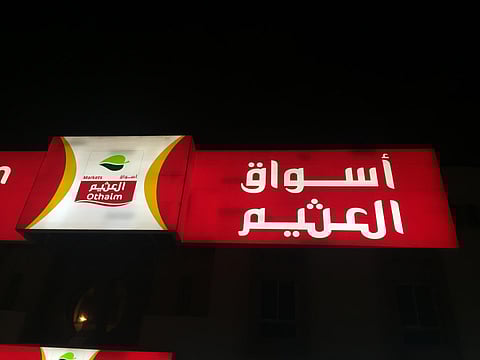 أسواق
العثيم
Markets أسواق
العثيم
Othaim
m